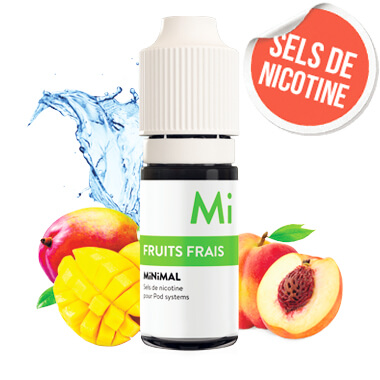 SELS DE
NICOTINE
Mi
FRUITS FRAIS
MiNiMAL
Sels de nicotine
pour Pod systems